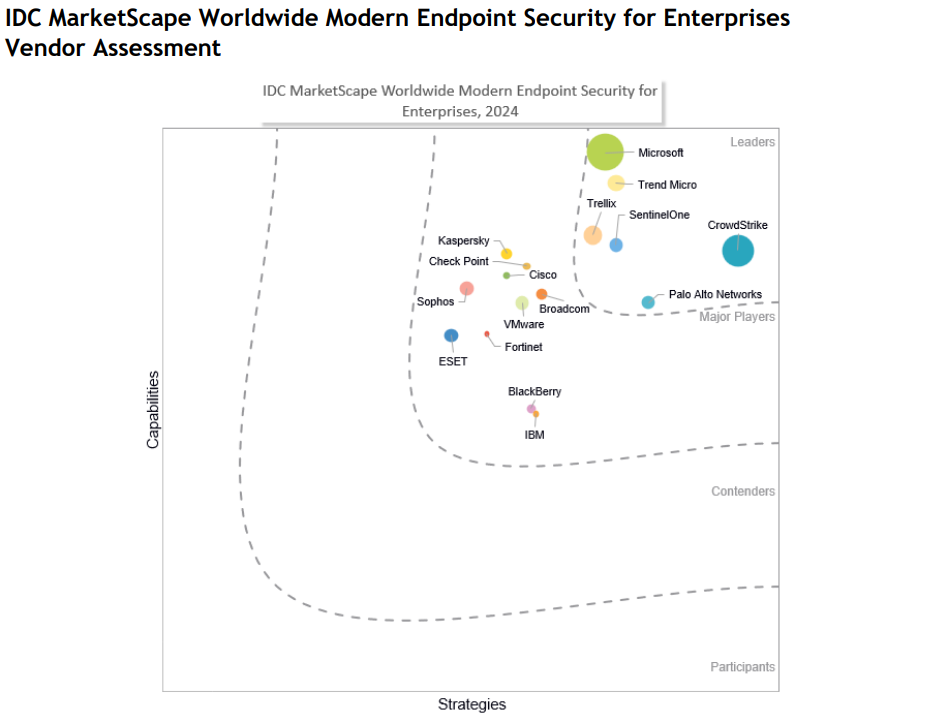 IDC MarketScape Worldwide Modern Endpoint Security for Enterprises
Vendor Assessment
IDC MarketScape Worldwide Modern Endpoint Security for
Enterprises, 2024
Leaders
Microsoft
Trend Micro
Trellix
SentinelOne
CrowdStrike
Kaspersky
Check Point
Cisco
Palo Alto Networks
Sophos
Broadcom
Major Players
VMware
Fortinet
ESET
BlackBerry
IBM
Capabilities
Contenders
Participants
Strategies